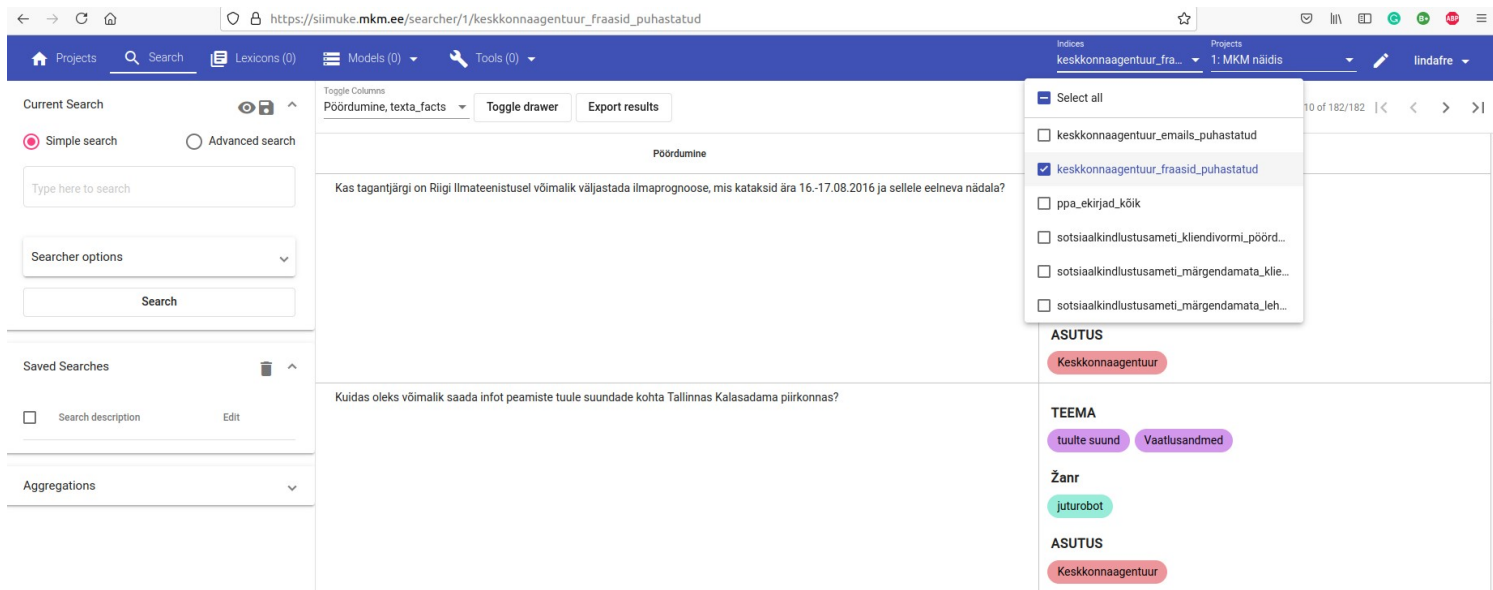 https://siimuke.mkm.ee/searcher/1/keskkonnaagentuur_fraasid_puhastatud
Projects
Search
Lexicons (0)
Models (0)
Tools (0)
Indices
keskkonnaagentuur_fra...
Projects
1: MKM näidis
lindafre
Current Search
Simple search
Advanced search
Type here to search
Searcher options
Search
Saved Searches
Search description
Edit
Aggregations
Toggle Columns
Pöördumine, texta_facts
Toggle drawer
Export results
10 of 182/182
Select all
keskkonnaagentuur_emails_puhastatud
keskkonnaagentuur_fraasid_puhastatud
ppa_ekirjad_kõik
sotsiaalkindlustusameti_kliendivormi_pöörd...
sotsiaalkindlustusameti_märgendamata_klie...
sotsiaalkindlustusameti_märgendamata_leh...
Pöördumine
Kas tagantjärgi on Riigi Ilmateenistusel võimalik väljastada ilmaprognoose, mis kataksid ära 16.-17.08.2016 ja sellele eelneva nädala?
ASUTUS
Keskkonnaagentuur
Kuidas oleks võimalik saada infot peamiste tuule suundade kohta Tallinnas Kalasadama piirkonnas?
TEEMA
tuulte suund
Vaatlusandmed
Žanr
juturobot
ASUTUS
Keskkonnaagentuur